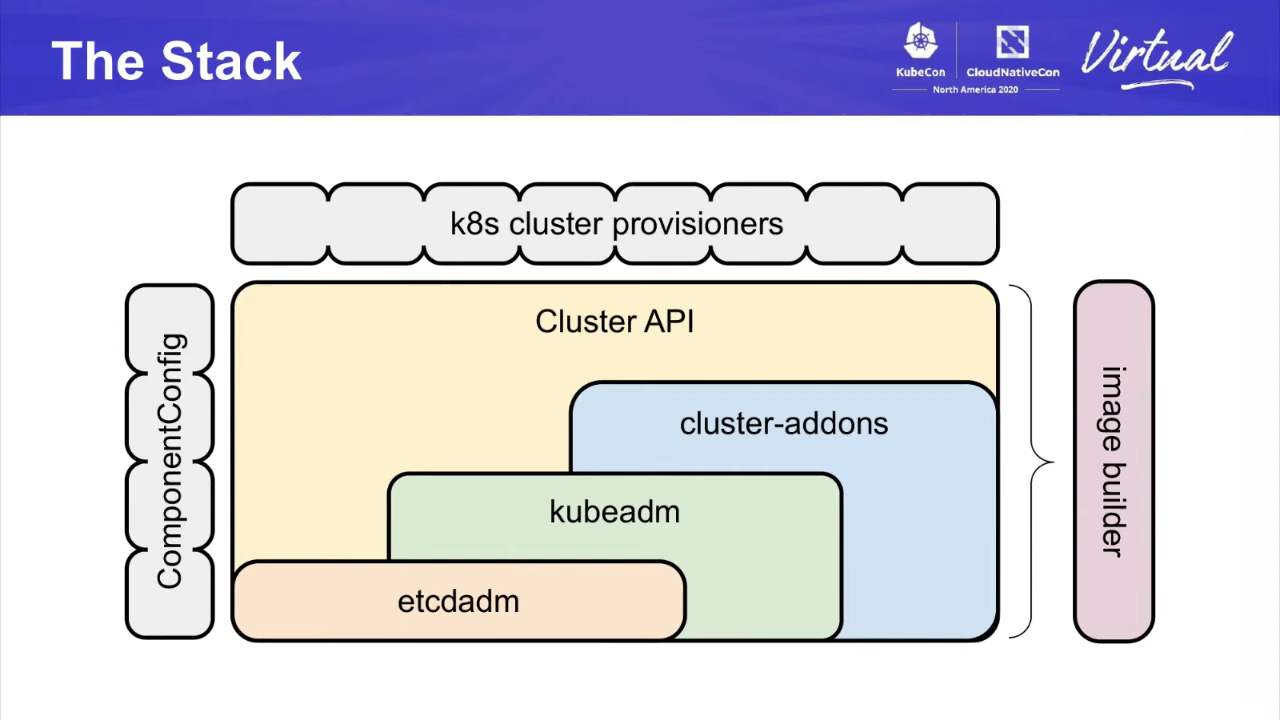 The Stack
KubeCon
CloudNativeCon
North America 2020
Virtual
k8s cluster provisioners
ComponentConfig
Cluster API
cluster-addons
kubeadm
etcdadm
image builder